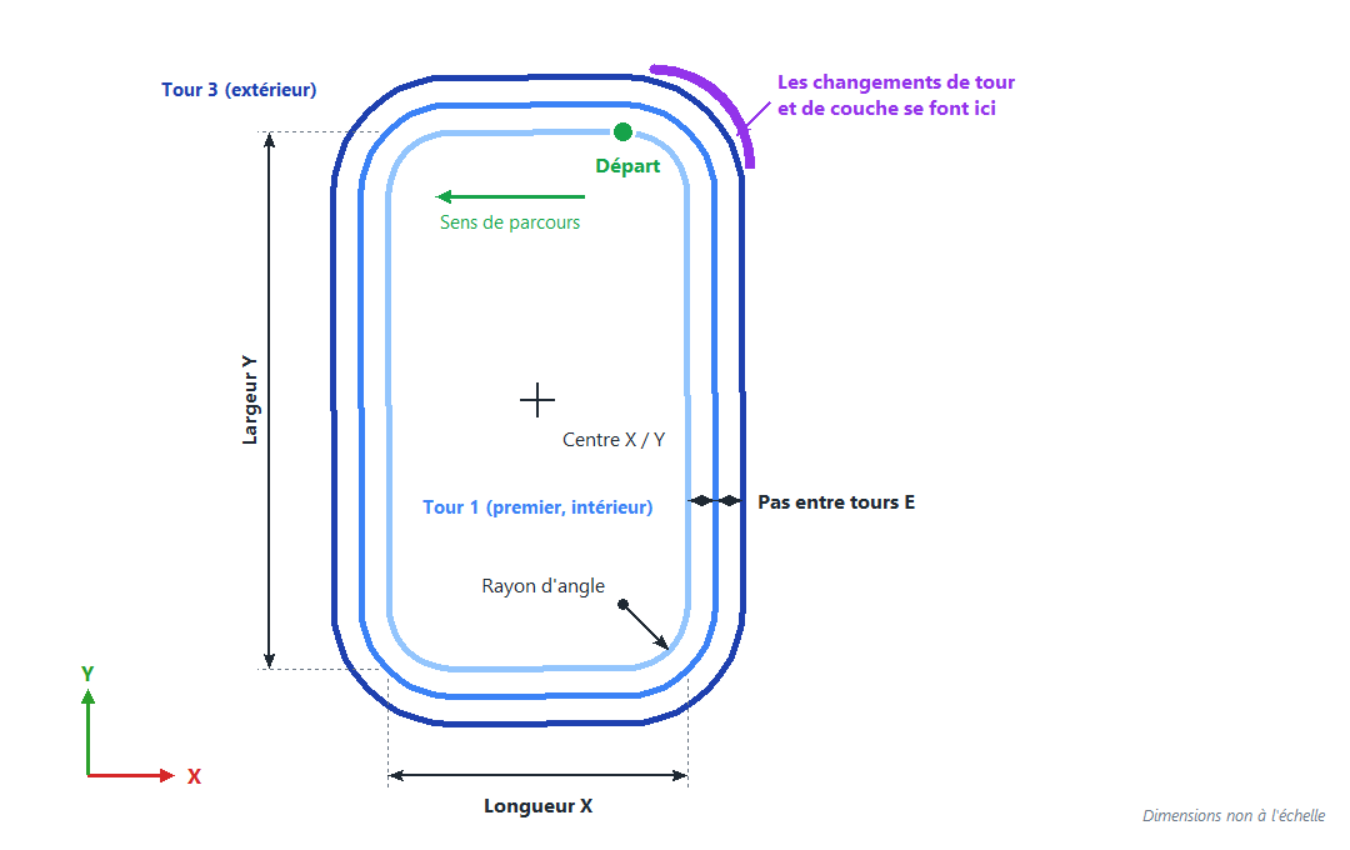 Tour 3 (extérieur)
Les changements de tour
et de couche se font ici
Départ
Sens de parcours
Largeur Y
Centre X / Y
Tour 1 (premier, intérieur)
Pas entre tours E
Rayon d'angle
Y
X
Longueur X
Dimensions non à l'échelle